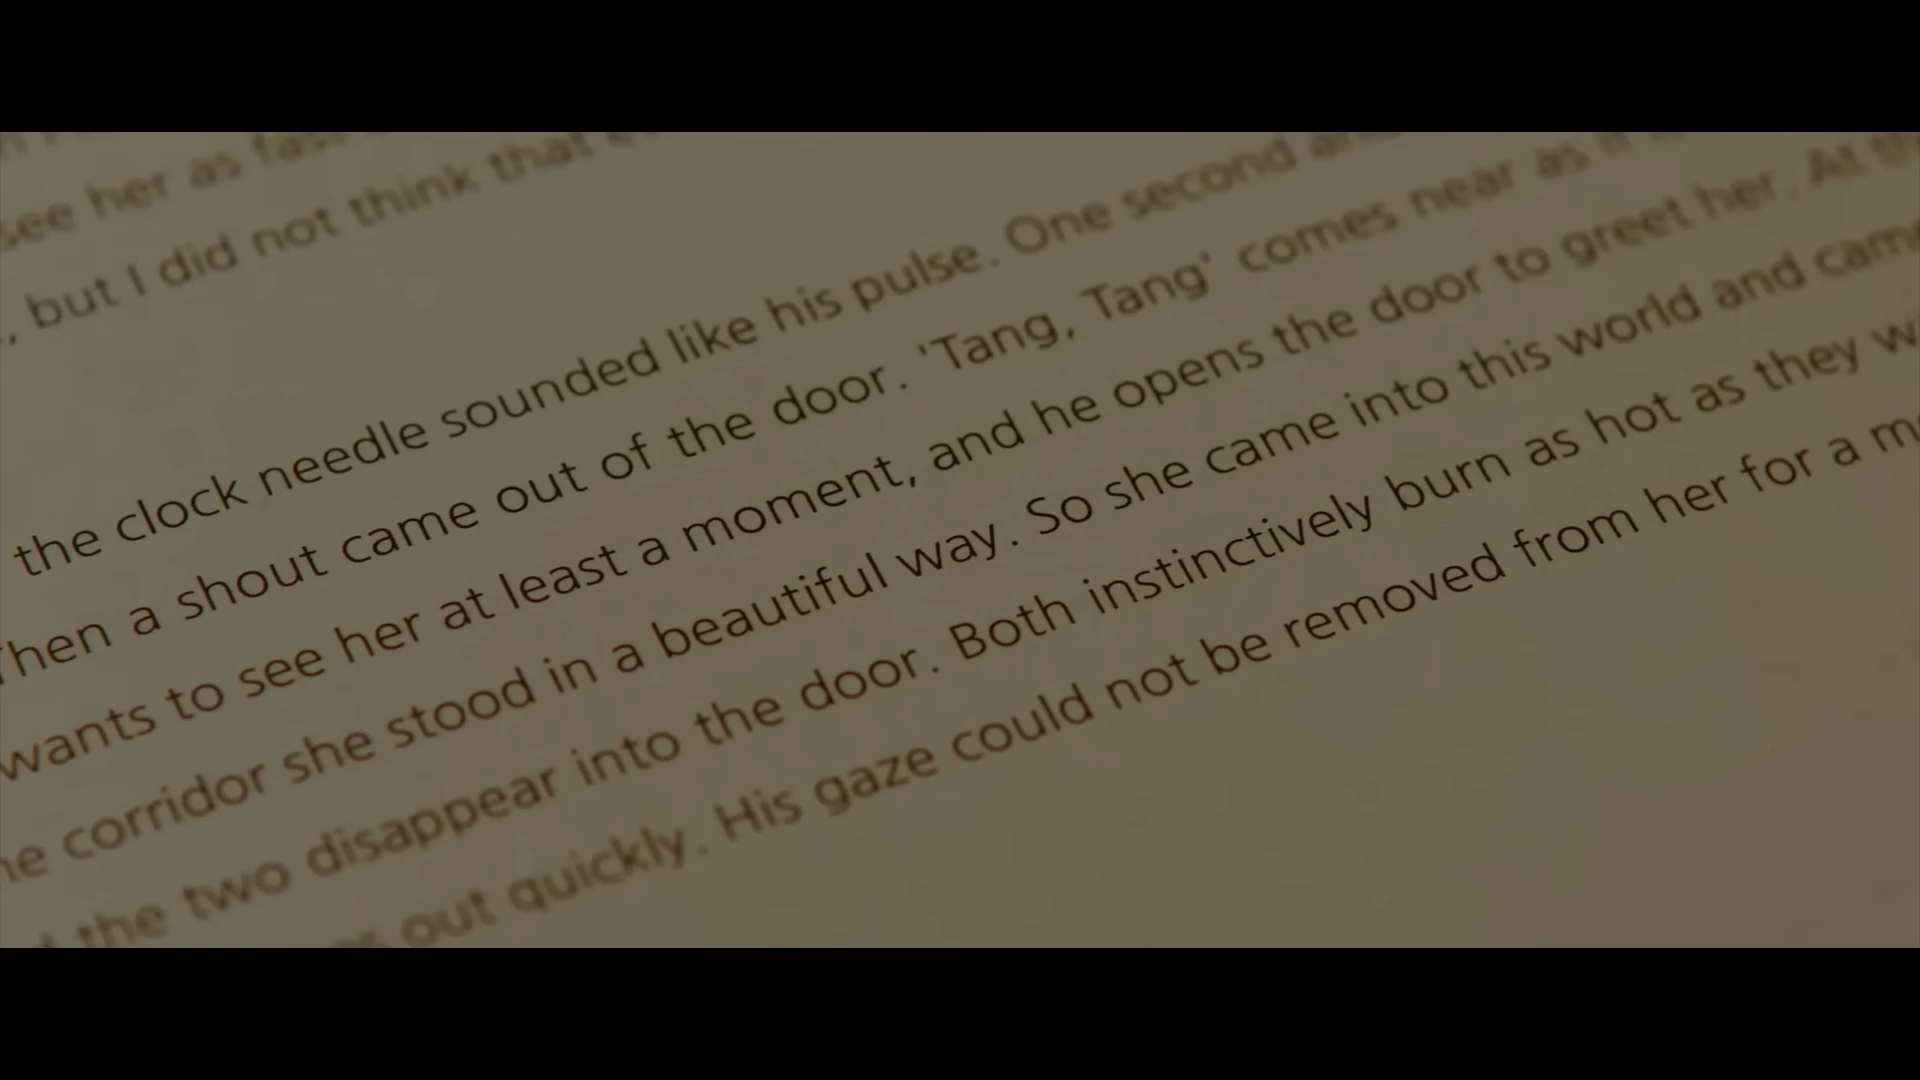 see her as fast
, but I did not think that
the clock needle sounded like his pulse. One second and
Then a shout came out of the door. 'Tang, Tang' comes near as it
wants to see her at least a moment, and he opens the door to greet her. At
corridor she stood in a beautiful way. So she came into this world and came
the two disappear into the door. Both instinctively burn as hot as they
out quickly. His gaze could not be removed from her for a